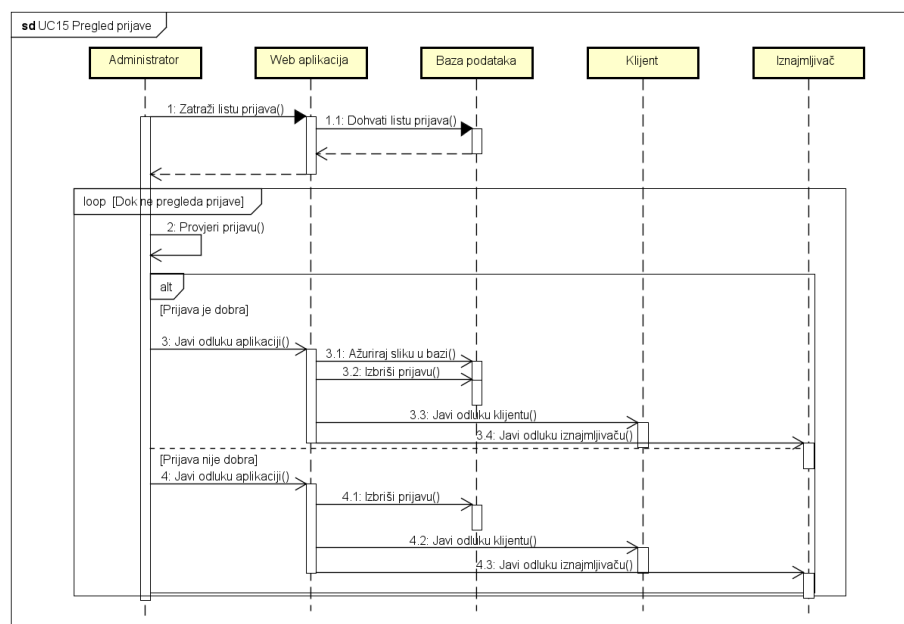 sd UC15 Pregled prijave
Administrator
Web aplikacija
Baza podataka
Klijent
Iznajmljivač
1: Zatraži listu prijava()
1.1: Dohvati listu prijava()
loop [Dok ne pregleda prijave]
2: Provjeri prijavu()
alt
[Prijava je dobra]
3: Javi odluku aplikaciji()
3.1: Ažuriraj sliku u bazi()
3.2: Izbriši prijavu()
3.3: Javi odluku klijentu()
3.4: Javi odluku iznajmljivaču()
[Prijava nije dobra]
4: Javi odluku aplikaciji()
4.1: Izbriši prijavu()
4.2: Javi odluku klijentu()
4.3: Javi odluku iznajmljivaču()